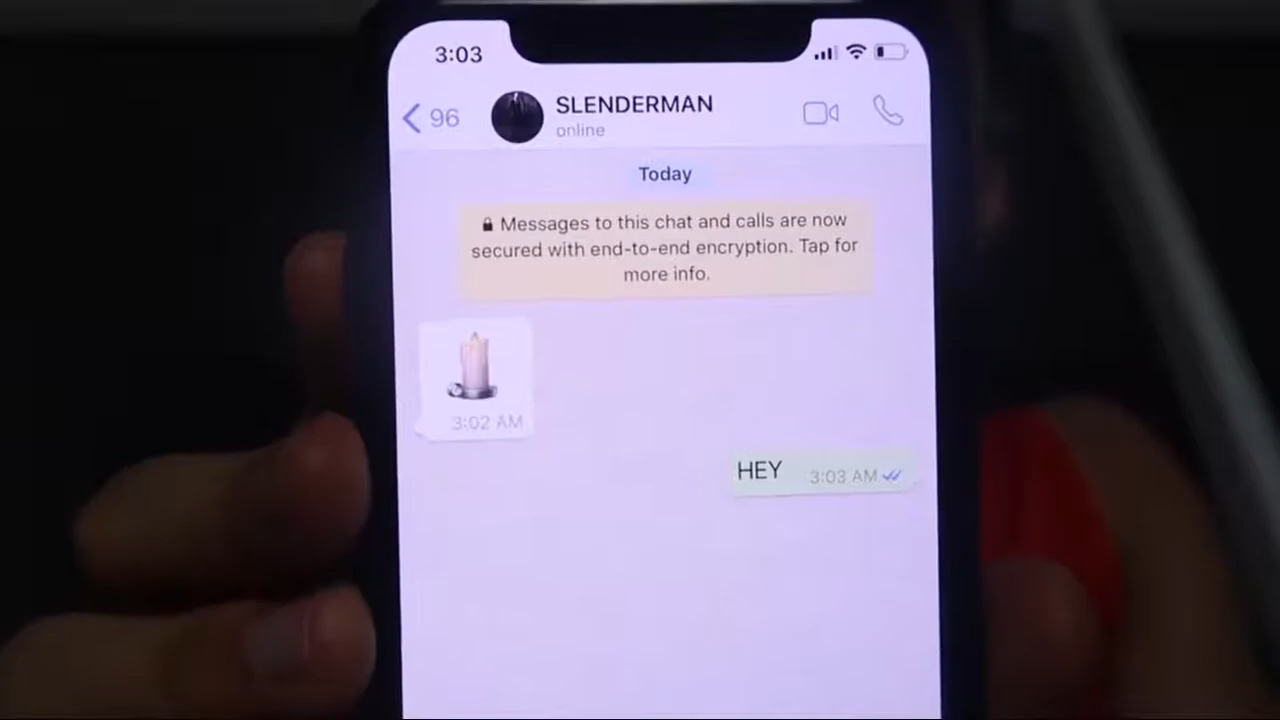 3:03
96
SLENDERMAN
online
Today
Messages to this chat and calls are now
secured with end-to-end encryption. Tap for
more info.
3:02 AM
HEY 3:03 AM